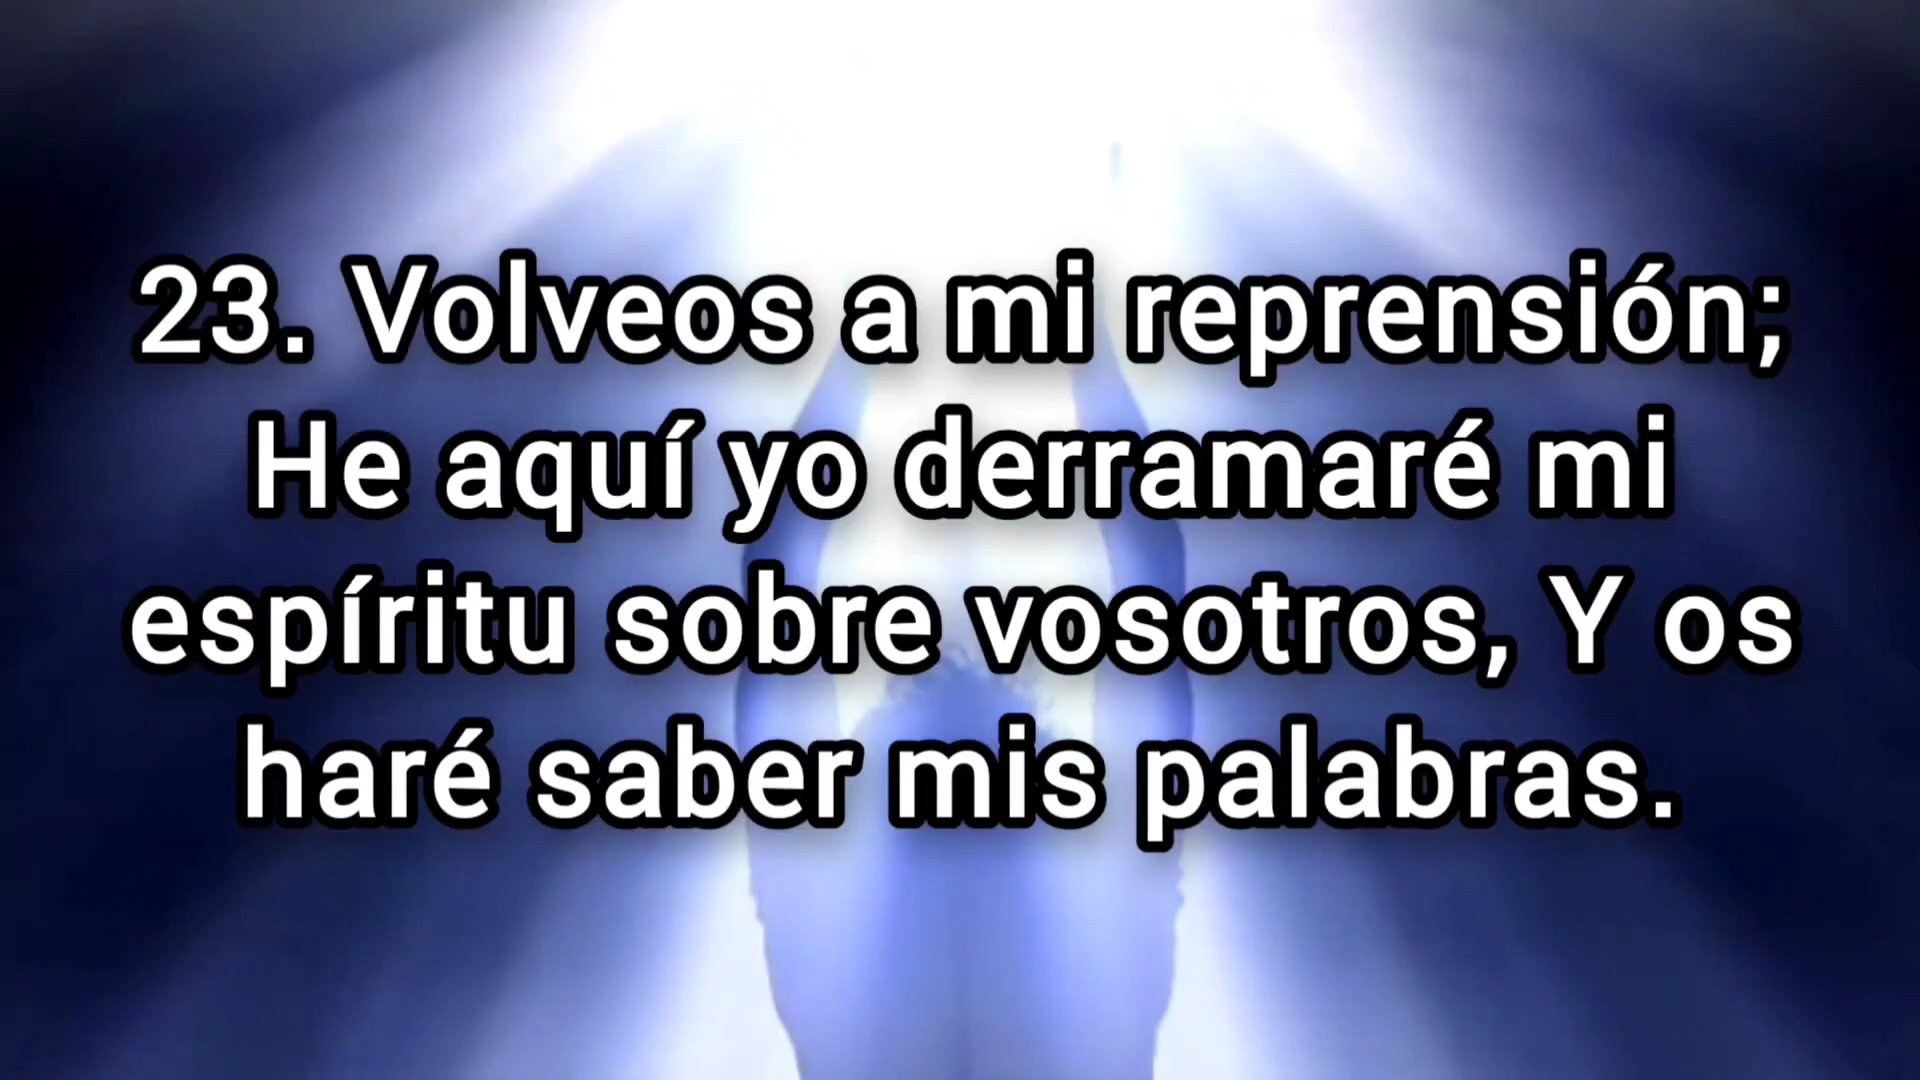 23. Volveos a mi reprensión;
He aquí yo derramaré mi
espíritu sobre vosotros, Y os
haré saber mis palabras.